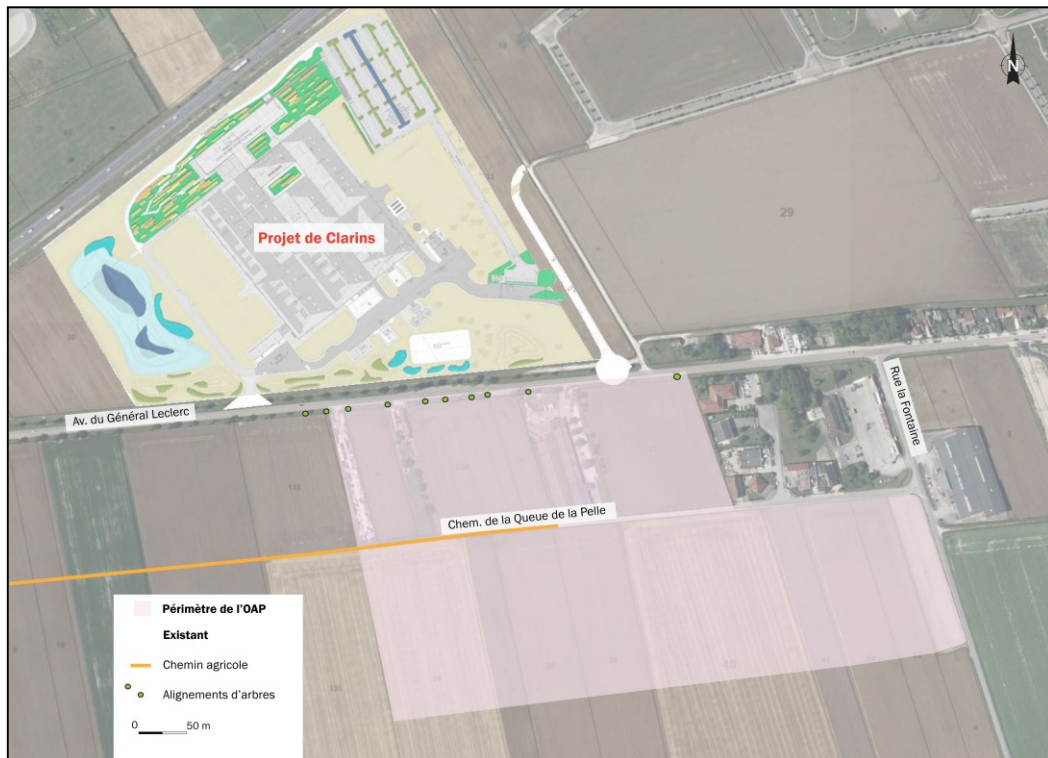 N
29
Projet de Clarins
Av. du Général Leclerc
Rue la Fontaine
Chem. de la Queue de la Pelle
Périmètre de l'OAP
Existant
Chemin agricole
Alignements d'arbres
0 50 m